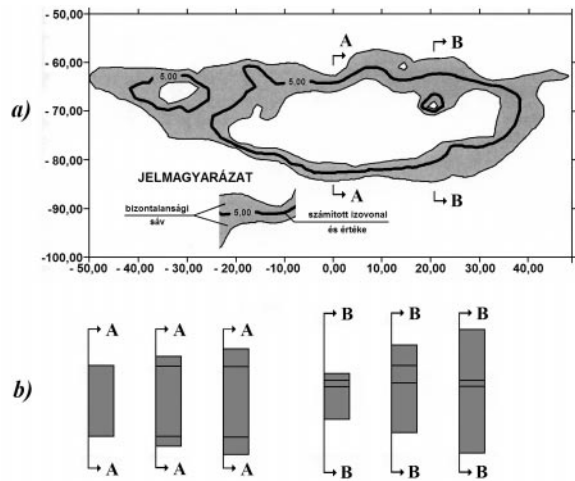 a)
- 50,00
- 60,00
- 70,00
- 80,00
- 90,00
- 100,00
A
B
5,00
5,00
A
B
JELMAGYARÁZAT
bizontalansági
sáv
5,00
számított izovonal
és értéke
- 50,00 - 40,00 - 30,00 - 20,00 - 10,00 0,00 10,00 20,00 30,00 40,00
b)
A A A B B B
A A A B B B